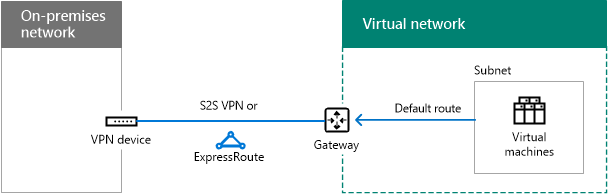 On-premises
network
Virtual network
Subnet
S2S VPN or
Default route
VPN device
ExpressRoute
Gateway
Virtual
machines